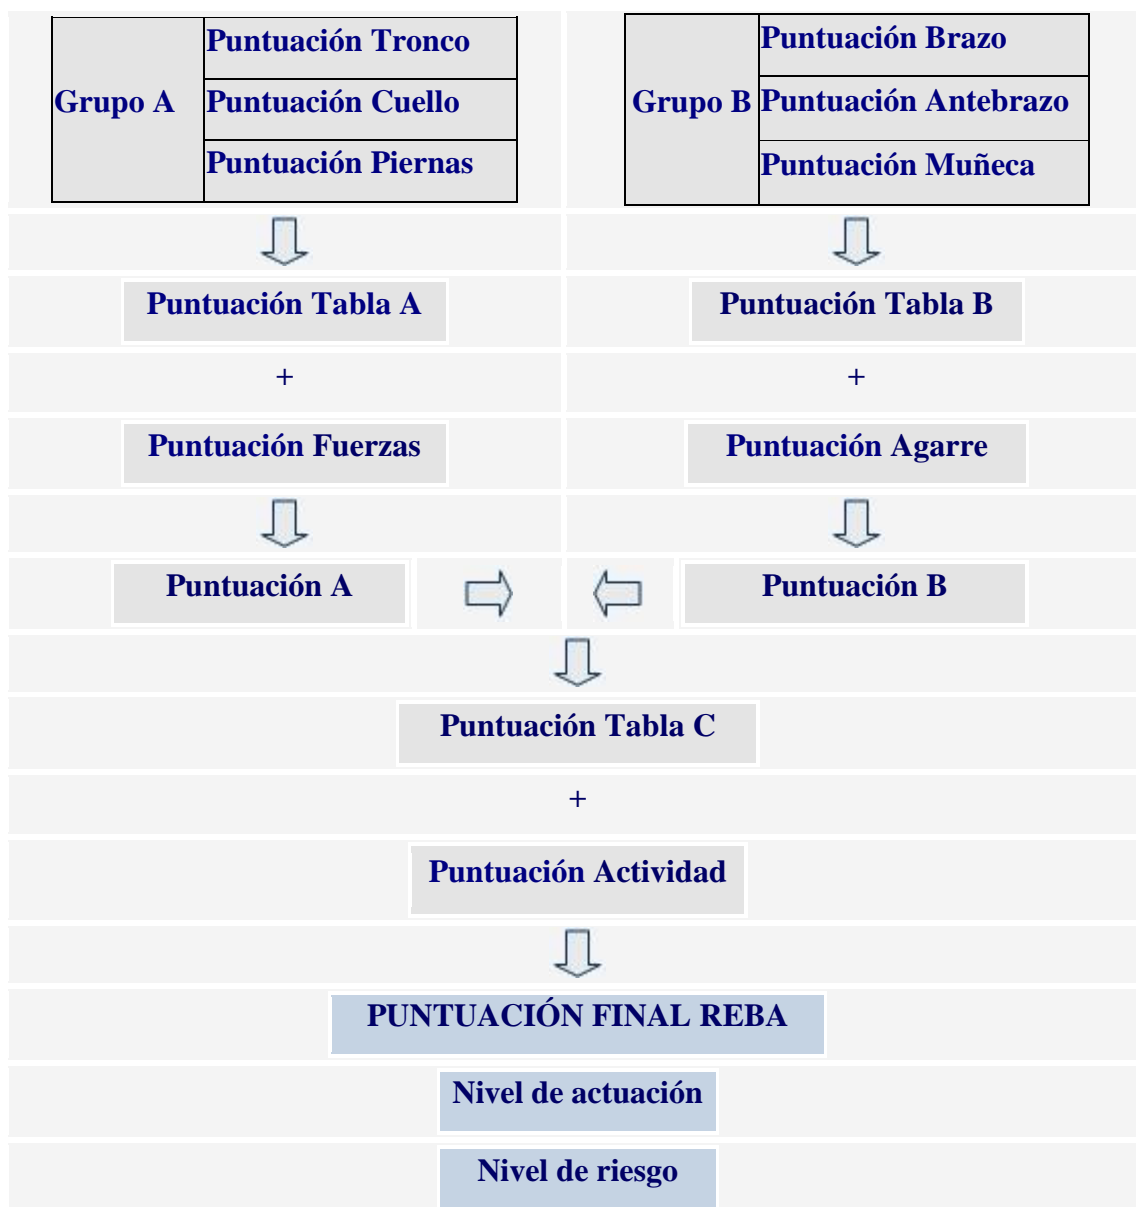 Grupo A
Puntuación Tronco
Puntuación Cuello
Puntuación Piernas
Grupo B
Puntuación Brazo
Puntuación Antebrazo
Puntuación Muñeca
Puntuación Tabla A
Puntuación Tabla B
+
+
Puntuación Fuerzas
Puntuación Agarre
Puntuación A
Puntuación B
Puntuación Tabla C
+
Puntuación Actividad
PUNTUACIÓN FINAL REBA
Nivel de actuación
Nivel de riesgo